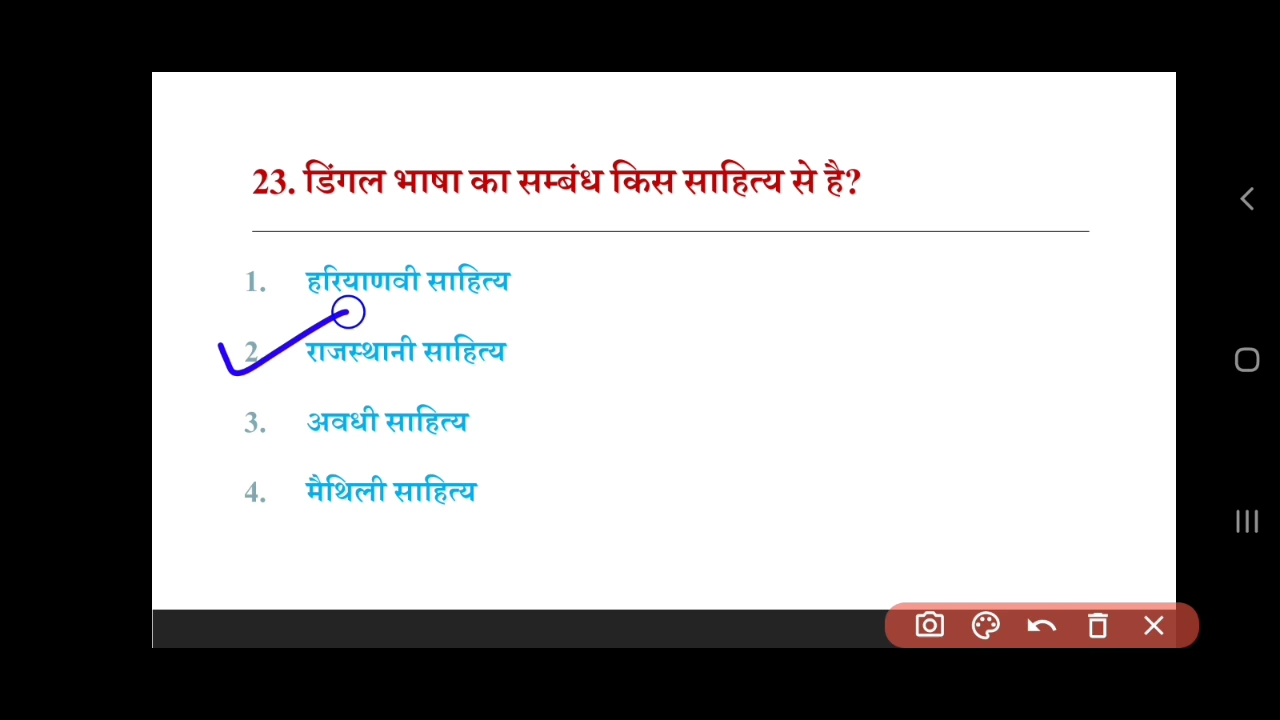 23. डिंगल भाषा का सम्बंध किस साहित्य से है?
1. हरियाणवी साहित्य
2 राजस्थानी साहित्य
3. अवधी साहित्य
4. मैथिली साहित्य